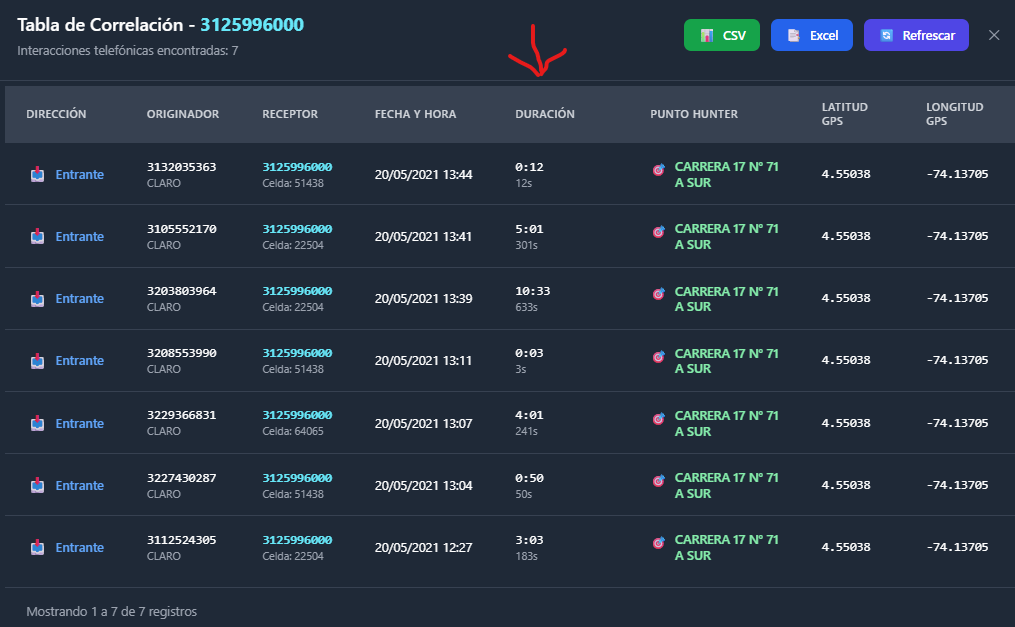 Tabla de Correlación - 3125996000
Interacciones telefónicas encontradas: 7
CSV
Excel
Refrescar
DIRECCIÓN ORIGINADOR RECEPTOR FECHA Y HORA DURACIÓN PUNTO HUNTER LATITUD GPS LONGITUD GPS
Entrante 3132035363 3125996000 20/05/2021 13:44 0:12 CARRERA 17 N° 71 4.55038 -74.13705
CLARO Celda: 51438 12s A SUR
Entrante 3105552170 3125996000 20/05/2021 13:41 5:01 CARRERA 17 N° 71 4.55038 -74.13705
CLARO Celda: 22504 301s A SUR
Entrante 3203803964 3125996000 20/05/2021 13:39 10:33 CARRERA 17 N° 71 4.55038 -74.13705
CLARO Celda: 22504 633s A SUR
Entrante 3208553990 3125996000 20/05/2021 13:11 0:03 CARRERA 17 N° 71 4.55038 -74.13705
CLARO Celda: 51438 3s A SUR
Entrante 3229366831 3125996000 20/05/2021 13:07 4:01 CARRERA 17 N° 71 4.55038 -74.13705
CLARO Celda: 64065 241s A SUR
Entrante 3227430287 3125996000 20/05/2021 13:04 0:50 CARRERA 17 N° 71 4.55038 -74.13705
CLARO Celda: 51438 50s A SUR
Entrante 3112524305 3125996000 20/05/2021 12:27 3:03 CARRERA 17 N° 71 4.55038 -74.13705
CLARO Celda: 22504 183s A SUR
Mostrando 1 a 7 de 7 registros